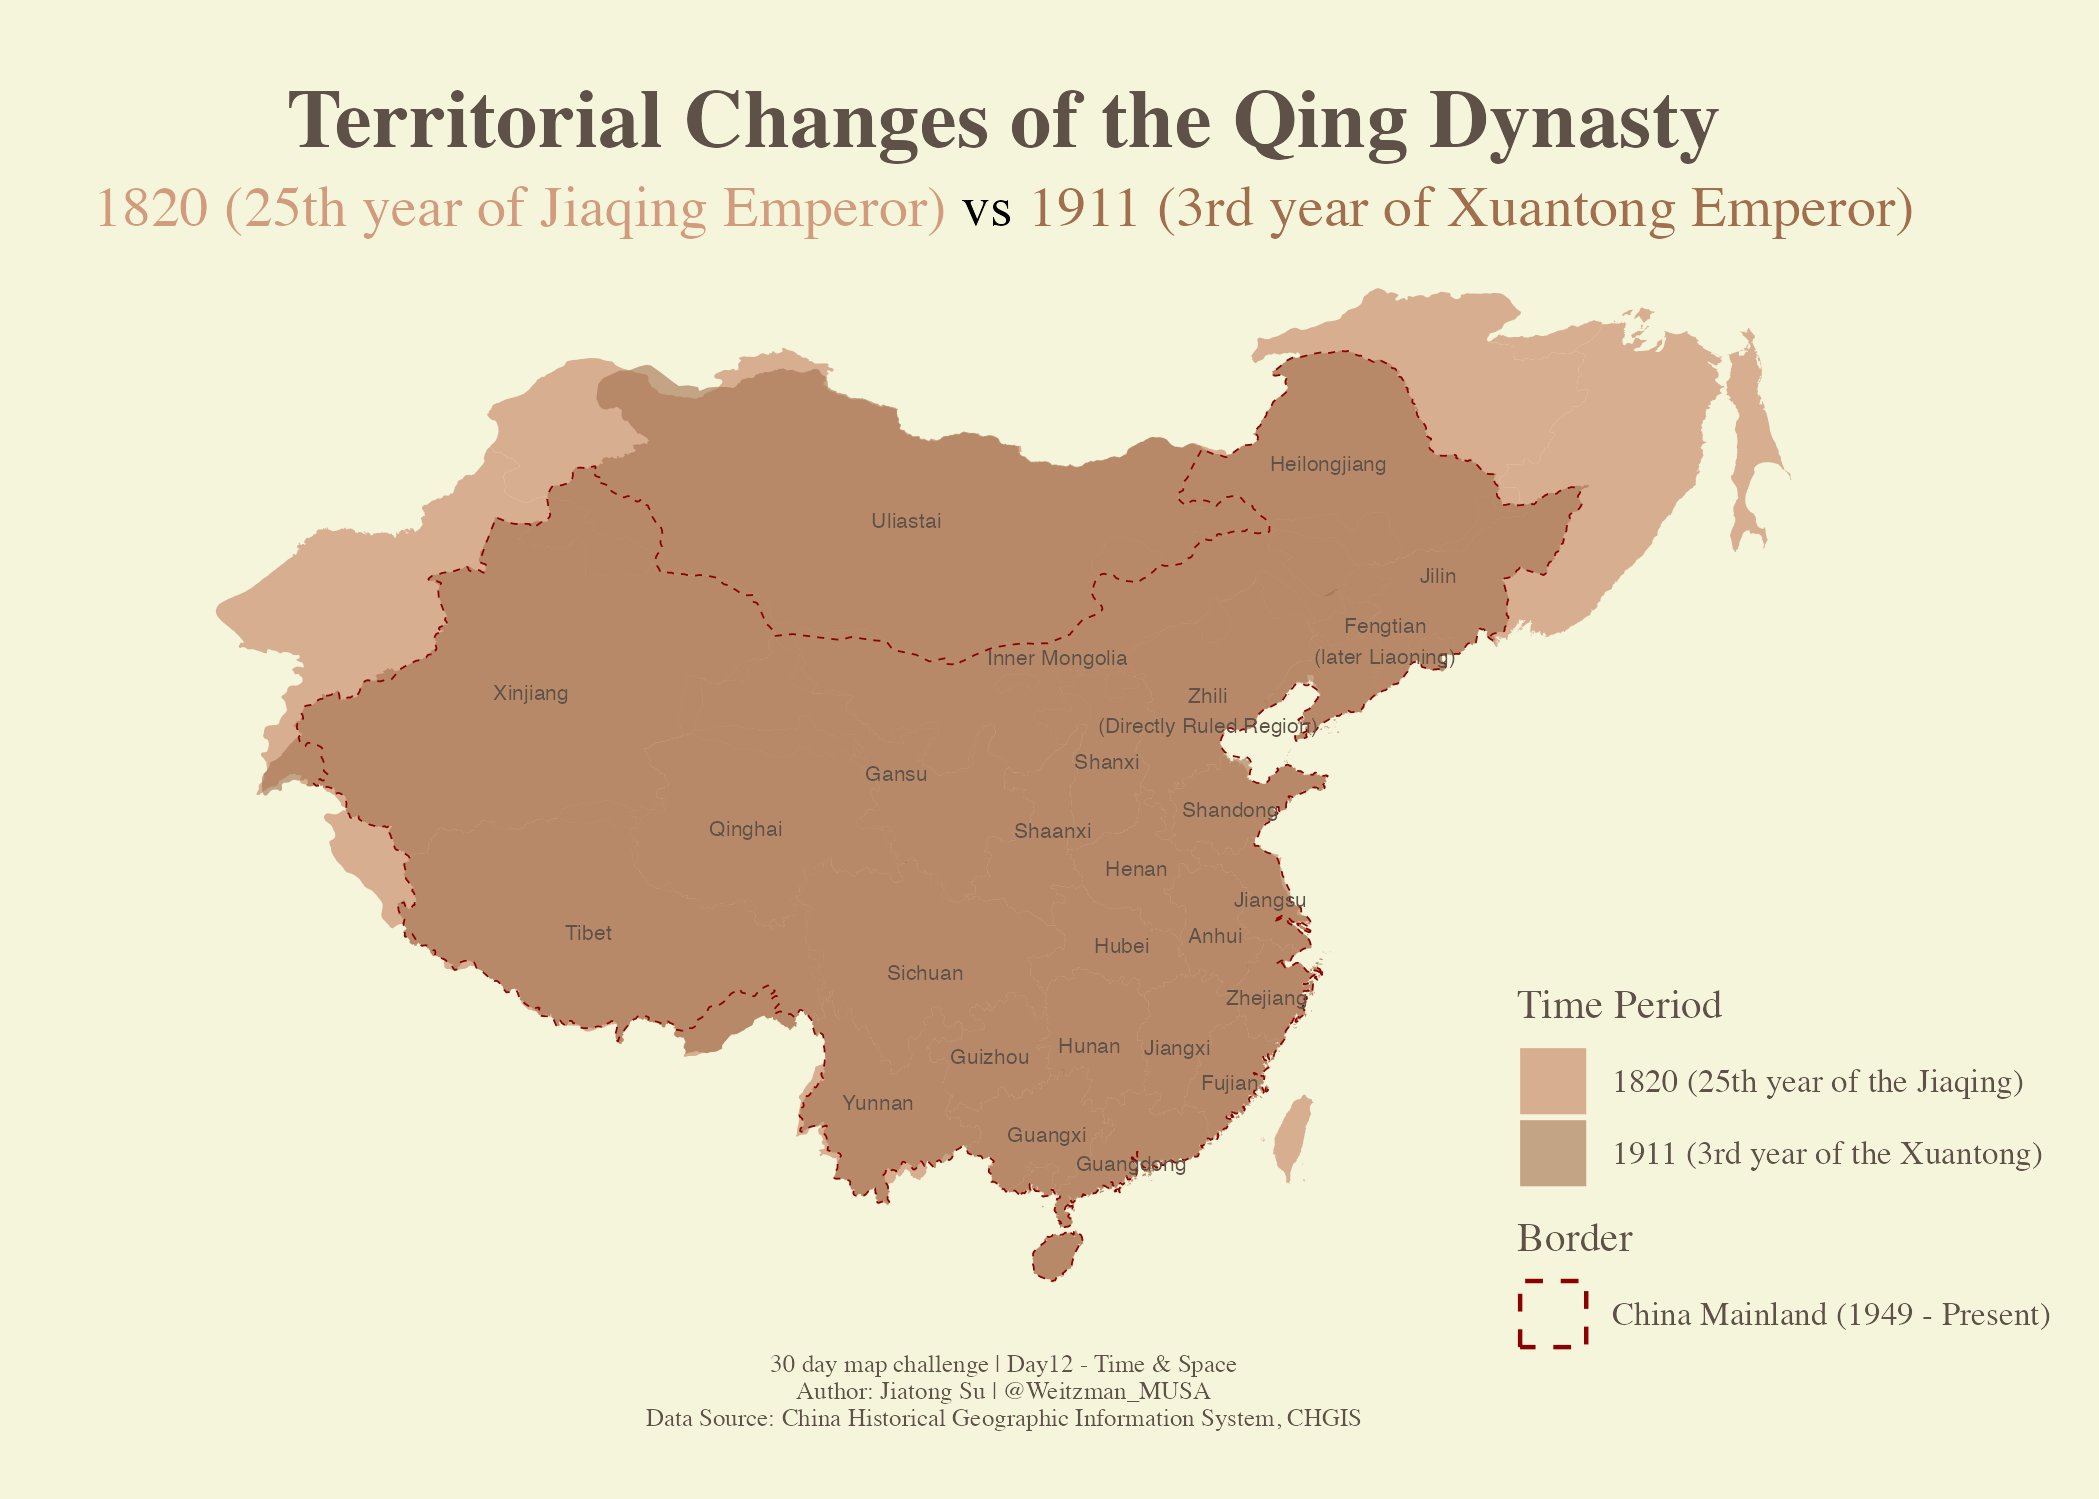 Territorial Changes of the Qing Dynasty
1820 (25th year of Jiaqing Emperor) vs 1911 (3rd year of Xuantong Emperor)
Heilongjiang
Uliastai
Jilin
Fengtian
(later Liaoning)
Inner Mongolia
Xinjiang
Zhili
(Directly Ruled Region)
Shanxi
Gansu
Shandong
Qinghai
Shaanxi
Henan
Jiangsu
Tibet
Anhui
Hubei
Sichuan
Zhejiang
Guizhou
Hunan
Jiangxi
Fujian
Yunnan
Guangxi
Guangdong
Time Period
1820 (25th year of the Jiaqing)
1911 (3rd year of the Xuantong)
Border
China Mainland (1949 - Present)
30 day map challenge | Day12 - Time & Space
Author: Jiatong Su | @Weitzman_MUSA
Data Source: China Historical Geographic Information System, CHGIS